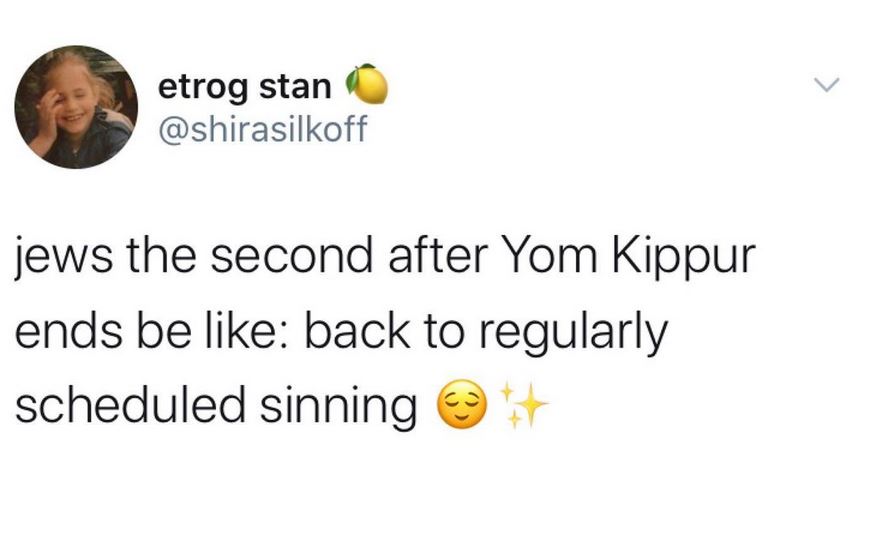 etrog stan 🍋
@shirasilkoff
jews the second after Yom Kippur
ends be like: back to regularly
scheduled sinning 😌✨